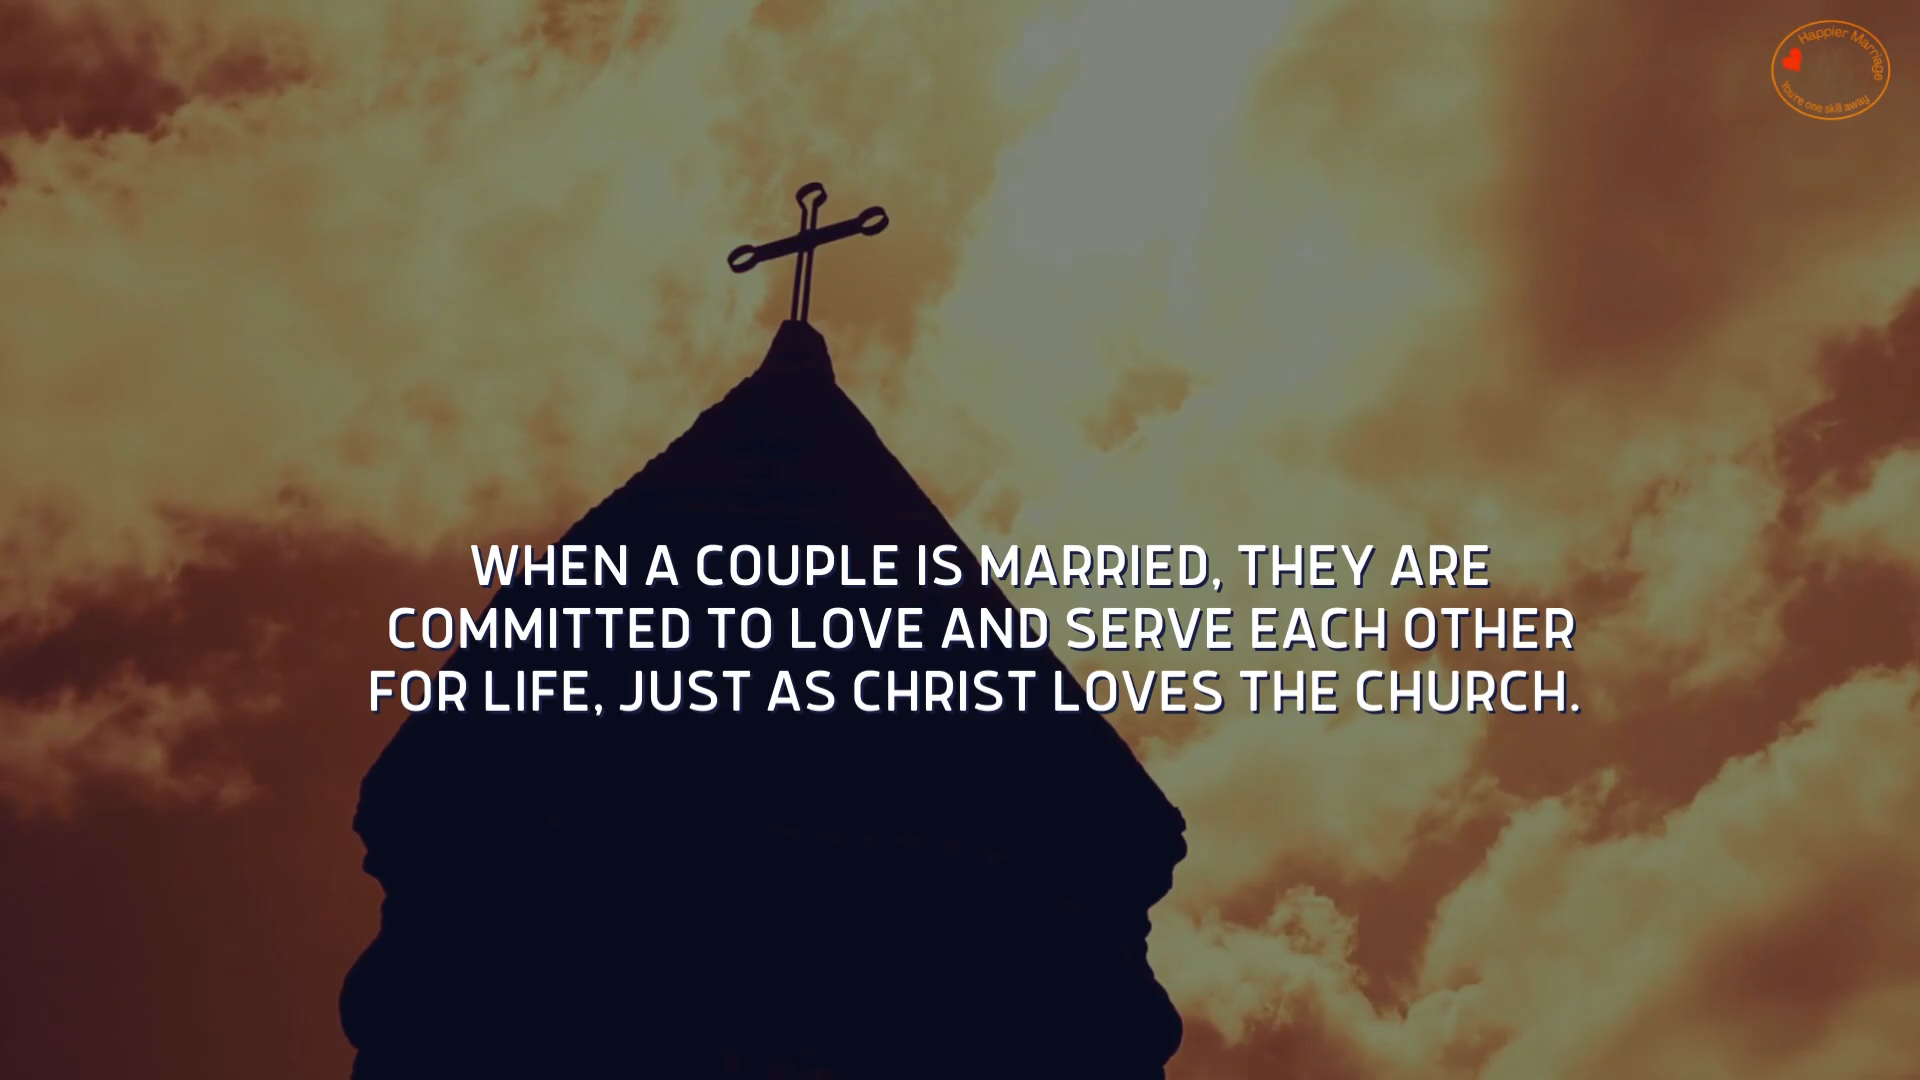 Happier Marriage
You're one skill away
WHEN A COUPLE IS MARRIED, THEY ARE
COMMITTED TO LOVE AND SERVE EACH OTHER
FOR LIFE, JUST AS CHRIST LOVES THE CHURCH.